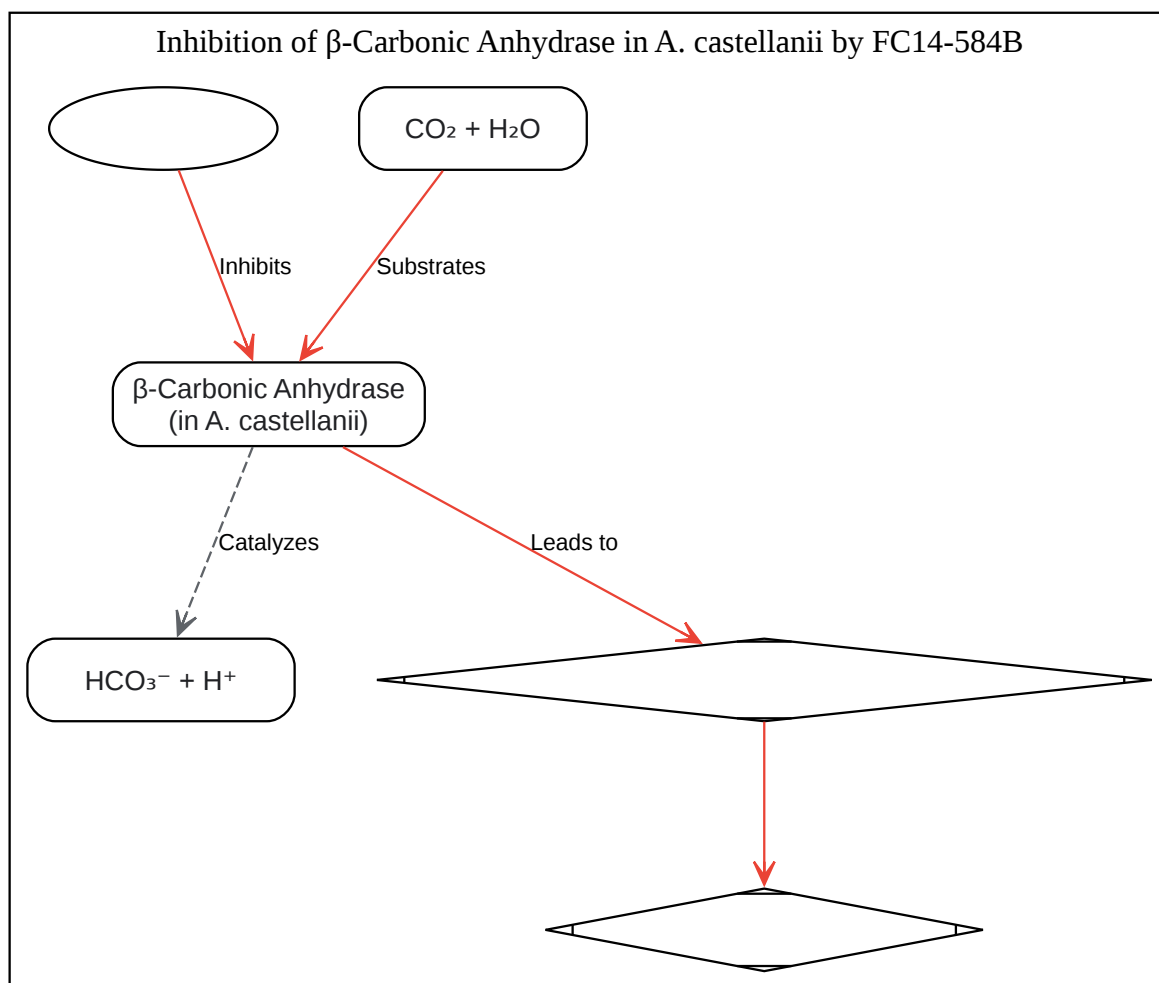 Inhibition of β-Carbonic Anhydrase in A. castellanii by FC14-584B
CO₂ + H₂O
Inhibits
Substrates
β-Carbonic Anhydrase
(in A. castellanii)
Catalyzes
Leads to
HCO₃⁻ + H⁺